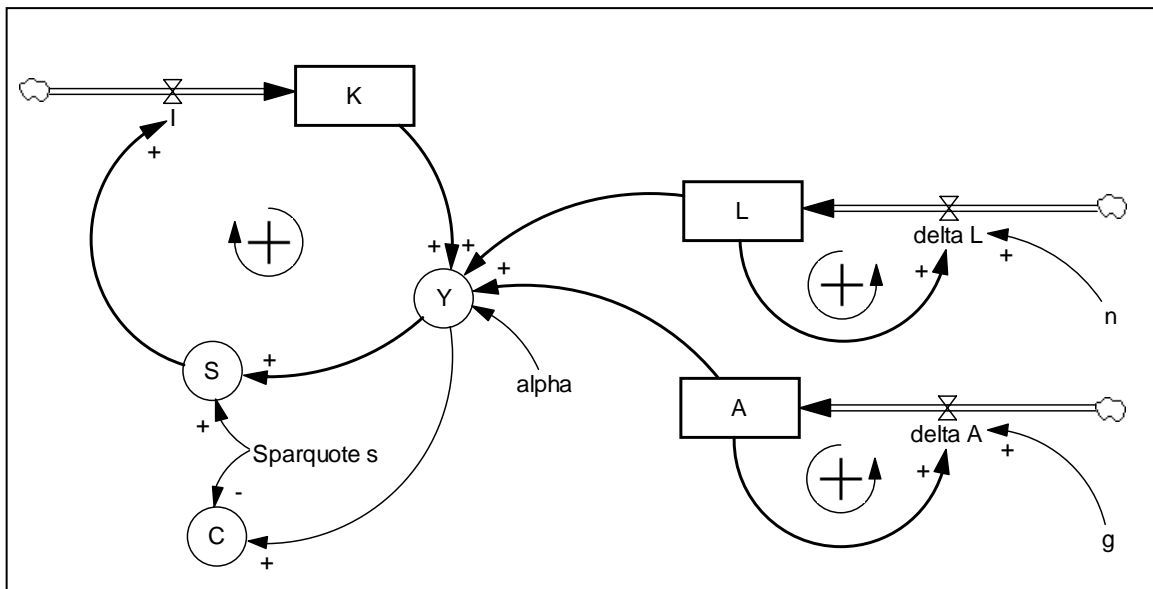 K
I
+
+
+
L
+
delta L
+
+
+
n
Y
S
+
alpha
A
+
delta A
+
+
+
g
Sparquote s
-
C
+
+
+